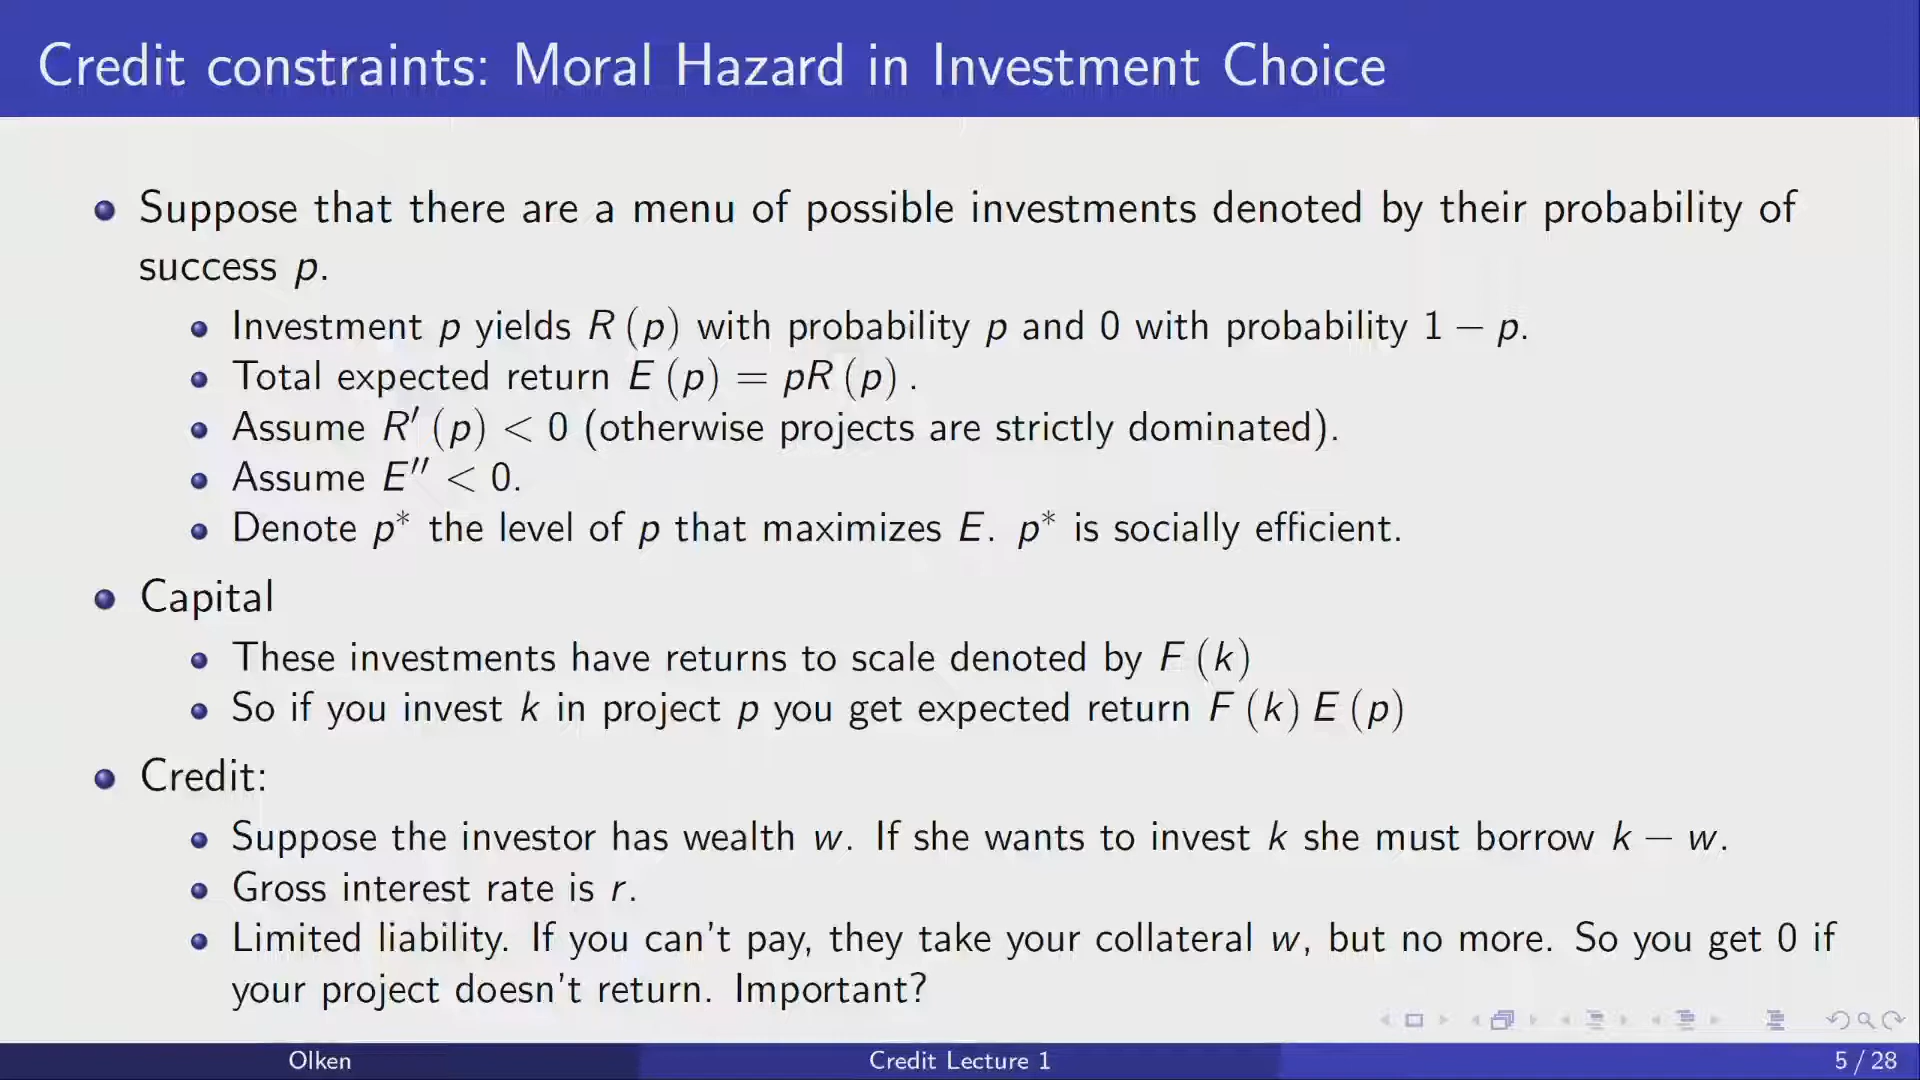 Credit constraints: Moral Hazard in Investment Choice
Suppose that there are a menu of possible investments denoted by their probability of
success p.
Investment p yields R (p) with probability p and 0 with probability 1 − p.
Total expected return E (p) = pR (p) .
Assume R′ (p) < 0 (otherwise projects are strictly dominated).
Assume E′′ < 0.
Denote p* the level of p that maximizes E. p* is socially efficient.
Capital
These investments have returns to scale denoted by F (k)
So if you invest k in project p you get expected return F (k) E (p)
Credit:
Suppose the investor has wealth w. If she wants to invest k she must borrow k − w.
Gross interest rate is r.
Limited liability. If you can't pay, they take your collateral w, but no more. So you get 0 if
your project doesn't return. Important?
Olken
Credit Lecture 1
5 / 28